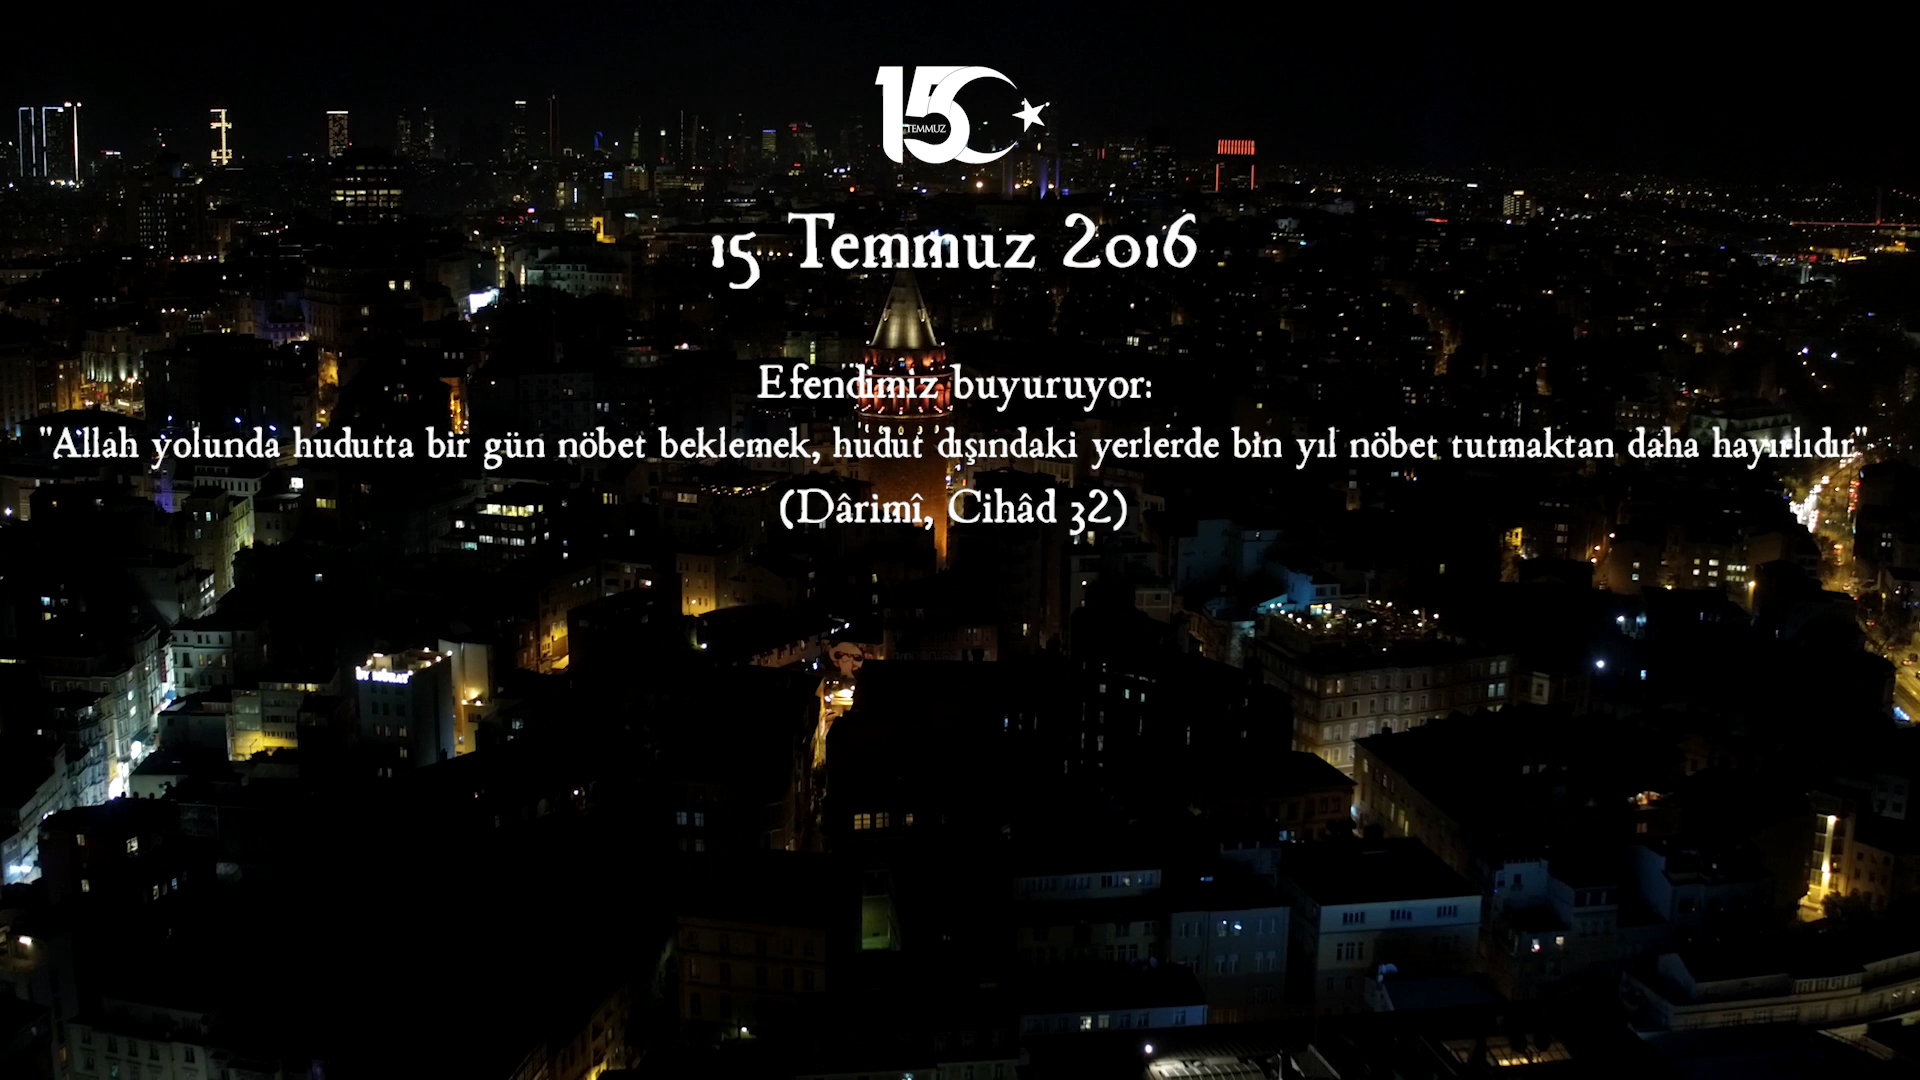 15 TEMMUZ
15 Temmuz 2016
Efendimiz buyuruyor:
"Allah yolunda hudutta bir gün nöbet beklemek, hudut dışındaki yerlerde bin yıl nöbet tutmaktan daha hayırlıdır."
(Dârimî, Cihâd 32)